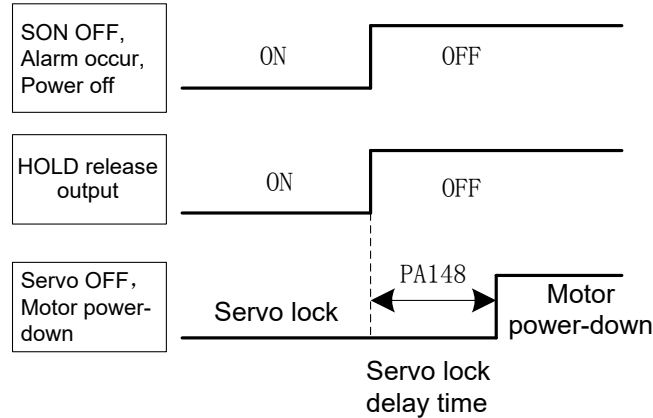 SON OFF,
Alarm occur,
Power off
ON
OFF
HOLD release
output
ON
OFF
Servo OFF，
Motor power-
down
Servo lock
PA148
Motor
power-down
Servo lock
delay time